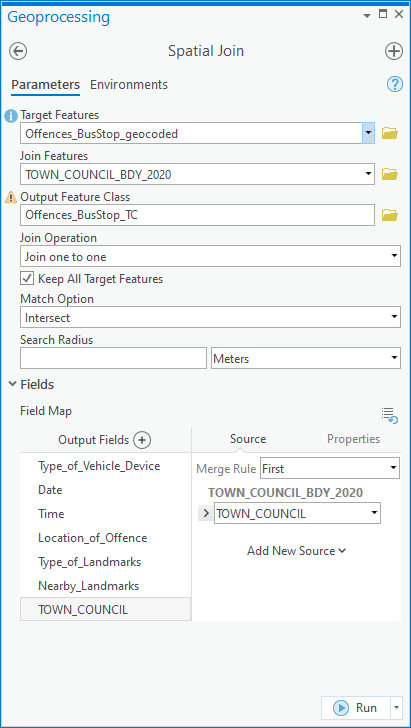 Geoprocessing
Spatial Join
Parameters Environments
Target Features
Offences_BusStop_geocoded
Join Features
TOWN_COUNCIL_BDY_2020
Output Feature Class
Offences_BusStop_TC
Join Operation
Join one to one
Keep All Target Features
Match Option
Intersect
Search Radius
Meters
Fields
Field Map
Output Fields
Source Properties
Type_of_Vehicle_Device
Merge Rule First
Date
TOWN_COUNCIL_BDY_2020
Time
TOWN_COUNCIL
Location_of_Offence
Add New Source
Type_of_Landmarks
Nearby_Landmarks
TOWN_COUNCIL
Run